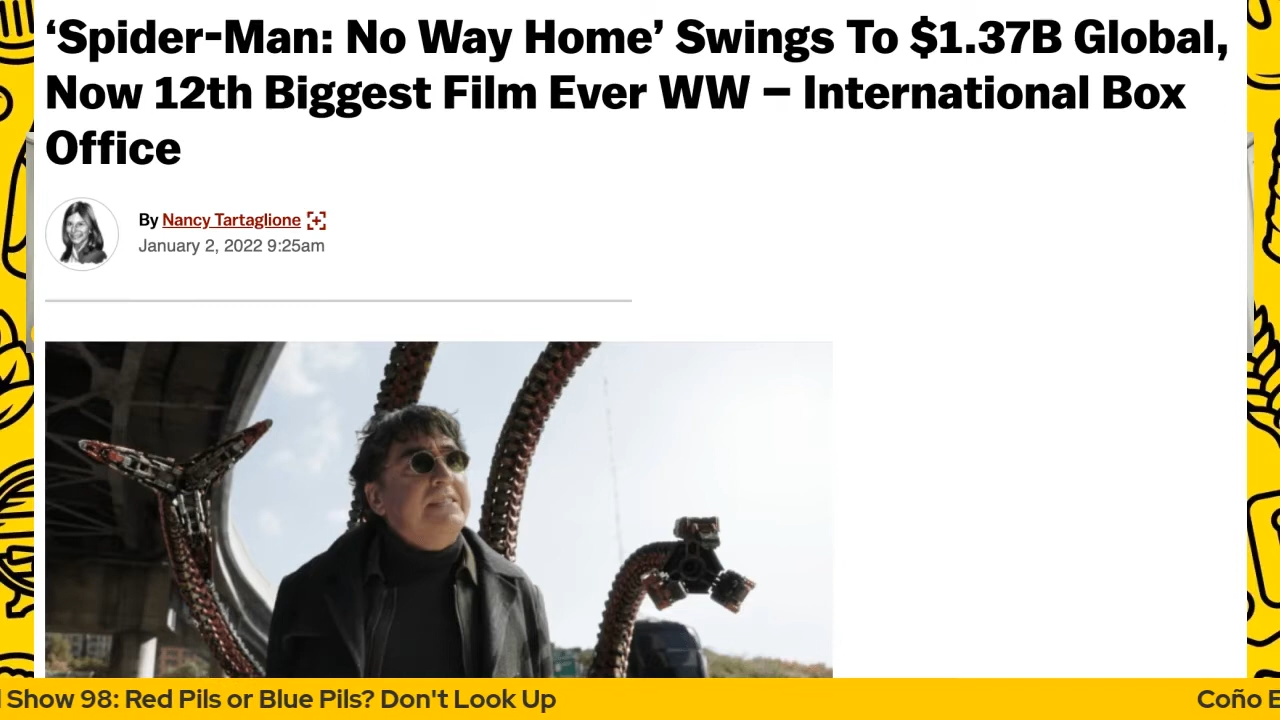 ‘Spider-Man: No Way Home’ Swings To $1.37B Global,
Now 12th Biggest Film Ever WW – International Box
Office
By Nancy Tartaglione
January 2, 2022 9:25am
Show 98: Red Pils or Blue Pils? Don't Look Up
Coño